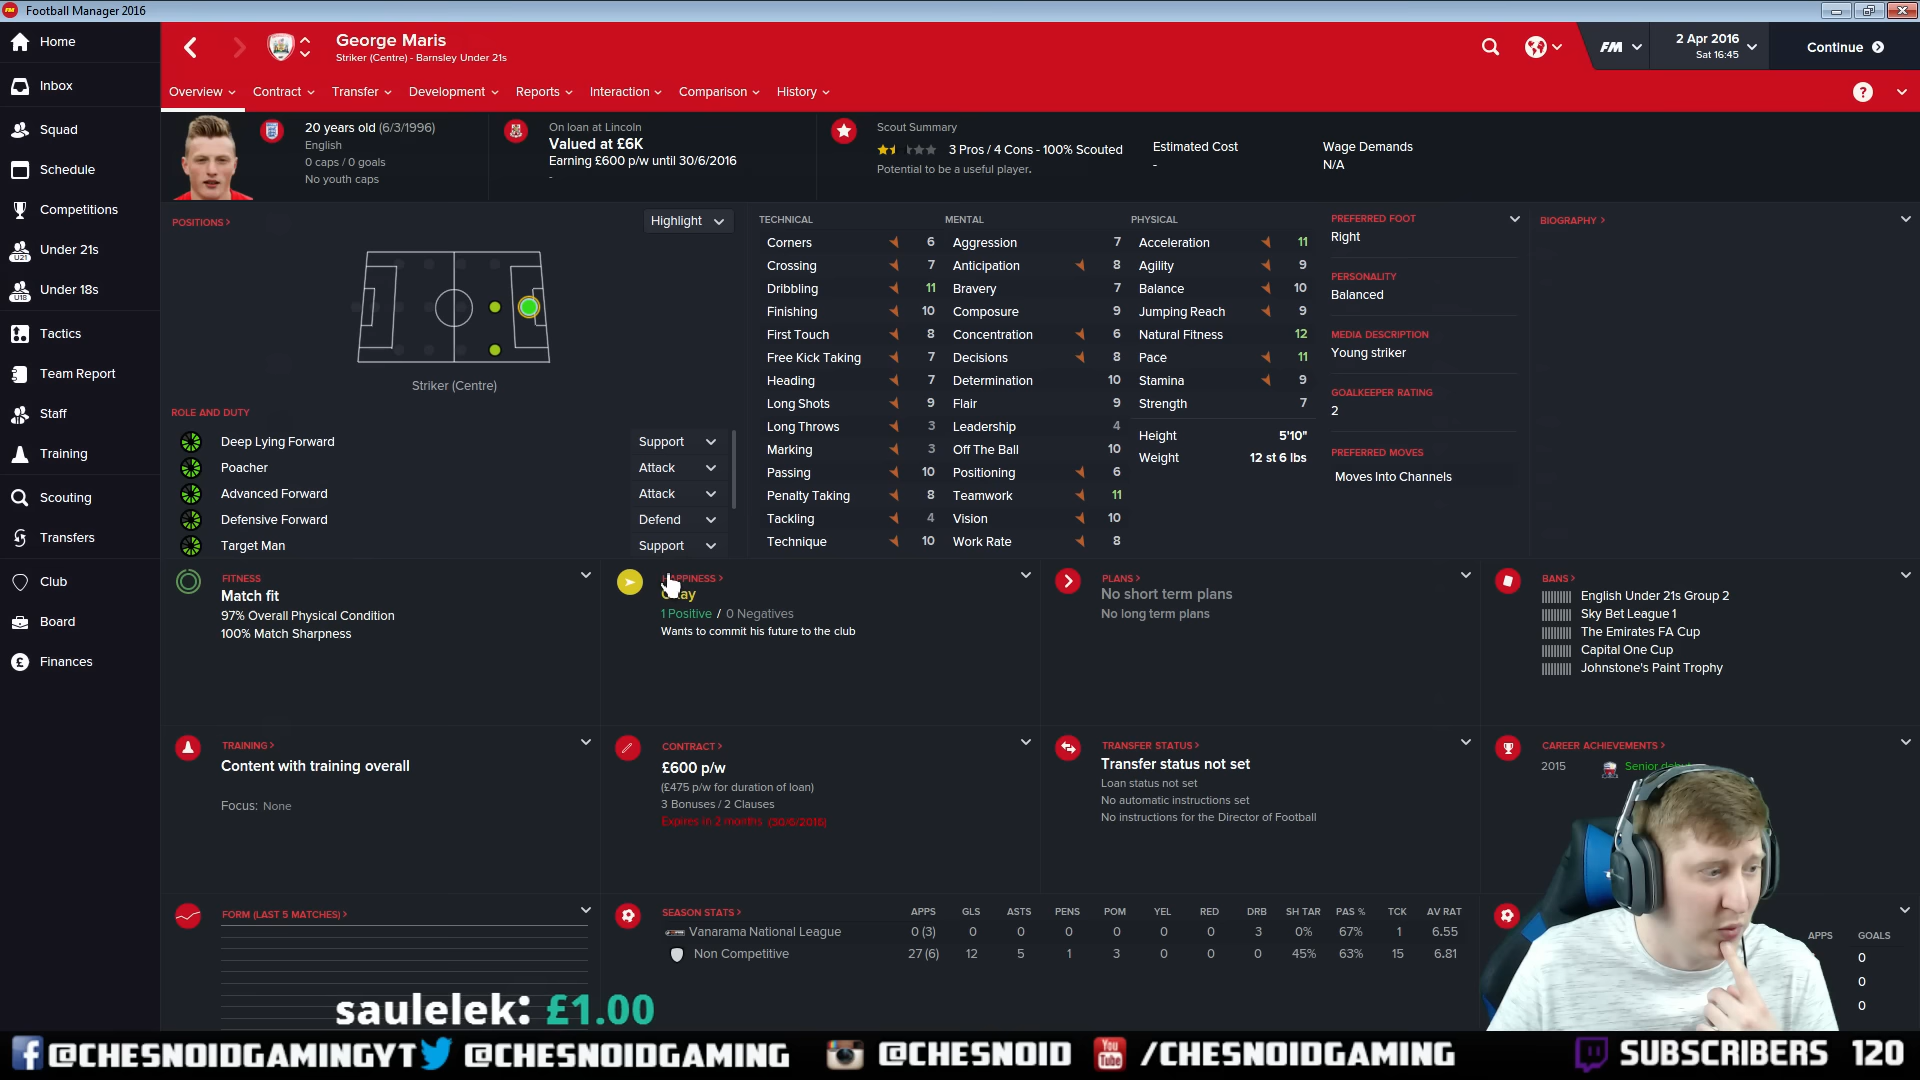 Football Manager 2016
Home
Inbox
Squad
Schedule
Competitions
Under 21s
Under 18s
Tactics
Team Report
Staff
Training
Scouting
Transfers
Club
Board
Finances
George Maris
Striker (Centre) - Barnsley Under 21s
FM
2 Apr 2016
Sat 16:45
Continue
Overview Contract Transfer Development Reports Interaction Comparison History
?
20 years old (6/3/1996)
English
0 caps / 0 goals
No youth caps
On loan at Lincoln
Valued at £6K
Earning £600 p/w until 30/6/2016
-
Scout Summary
3 Pros / 4 Cons - 100% Scouted
Potential to be a useful player.
Estimated Cost
-
Wage Demands
N/A
POSITIONS >
Highlight
Striker (Centre)
ROLE AND DUTY
Deep Lying Forward Support
Poacher Attack
Advanced Forward Attack
Defensive Forward Defend
Target Man Support
TECHNICAL
Corners 6
Crossing 7
Dribbling 11
Finishing 10
First Touch 8
Free Kick Taking 7
Heading 7
Long Shots 9
Long Throws 3
Marking 3
Passing 10
Penalty Taking 8
Tackling 4
Technique 10
MENTAL
Aggression 7
Anticipation 8
Bravery 7
Composure 9
Concentration 6
Decisions 8
Determination 10
Flair 9
Leadership 4
Off The Ball 10
Positioning 6
Teamwork 11
Vision 10
Work Rate 8
PHYSICAL
Acceleration 11
Agility 9
Balance 10
Jumping Reach 9
Natural Fitness 12
Pace 11
Stamina 9
Strength 7
Height 5'10"
Weight 12 st 6 lbs
PREFERRED FOOT
Right
PERSONALITY
Balanced
MEDIA DESCRIPTION
Young striker
GOALKEEPER RATING
2
PREFERRED MOVES
Moves Into Channels
BIOGRAPHY >
FITNESS
Match fit
97% Overall Physical Condition
100% Match Sharpness
HAPPINESS >
Okay
1 Positive / 0 Negatives
Wants to commit his future to the club
PLANS >
No short term plans
No long term plans
BANS >
English Under 21s Group 2
Sky Bet League 1
The Emirates FA Cup
Capital One Cup
Johnstone's Paint Trophy
TRAINING >
Content with training overall
Focus: None
CONTRACT >
£600 p/w
(£475 p/w for duration of loan)
3 Bonuses / 2 Clauses
Expires in 2 months (30/6/2016)
TRANSFER STATUS >
Transfer status not set
Loan status not set
No automatic instructions set
No instructions for the Director of Football
CAREER ACHIEVEMENTS >
2015 Senior debut
FORM (LAST 5 MATCHES) >
SEASON STATS > APPS GLS ASTS PENS POM YEL RED DRB SH TAR PAS % TCK AV RAT
Vanarama National League 0 (3) 0 0 0 0 0 0 3 0% 67% 1 6.55
Non Competitive 27 (6) 12 5 1 3 0 0 0 45% 63% 15 6.81
APPS GOALS
0
0
0
saulelek: £1.00
@CHESNOIDGAMINGYT @CHESNOIDGAMING @CHESNOID You Tube /CHESNOIDGAMING SUBSCRIBERS 120